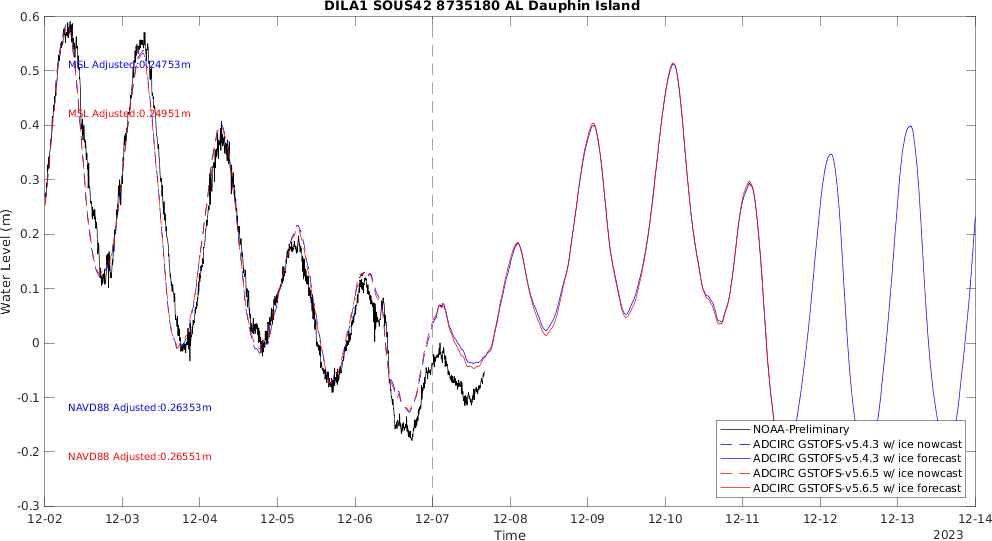 DILA1 SOUS42 8735180 AL Dauphin Island
0.6
0.5
0.4
0.3
0.2
0.1
0
-0.1
-0.2
-0.3
Water Level (m)
MSL Adjusted:0.24753m
MSL Adjusted:0.24951m
NAVD88 Adjusted:0.26353m
NAVD88 Adjusted:0.26551m
NOAA-Preliminary
ADCIRC GSTOFS-v5.4.3 w/ ice nowcast
ADCIRC GSTOFS-v5.4.3 w/ ice forecast
ADCIRC GSTOFS-v5.6.5 w/ ice nowcast
ADCIRC GSTOFS-v5.6.5 w/ ice forecast
12-02 12-03 12-04 12-05 12-06 12-07 12-08 12-09 12-10 12-11 12-12 12-13 12-14
Time
2023